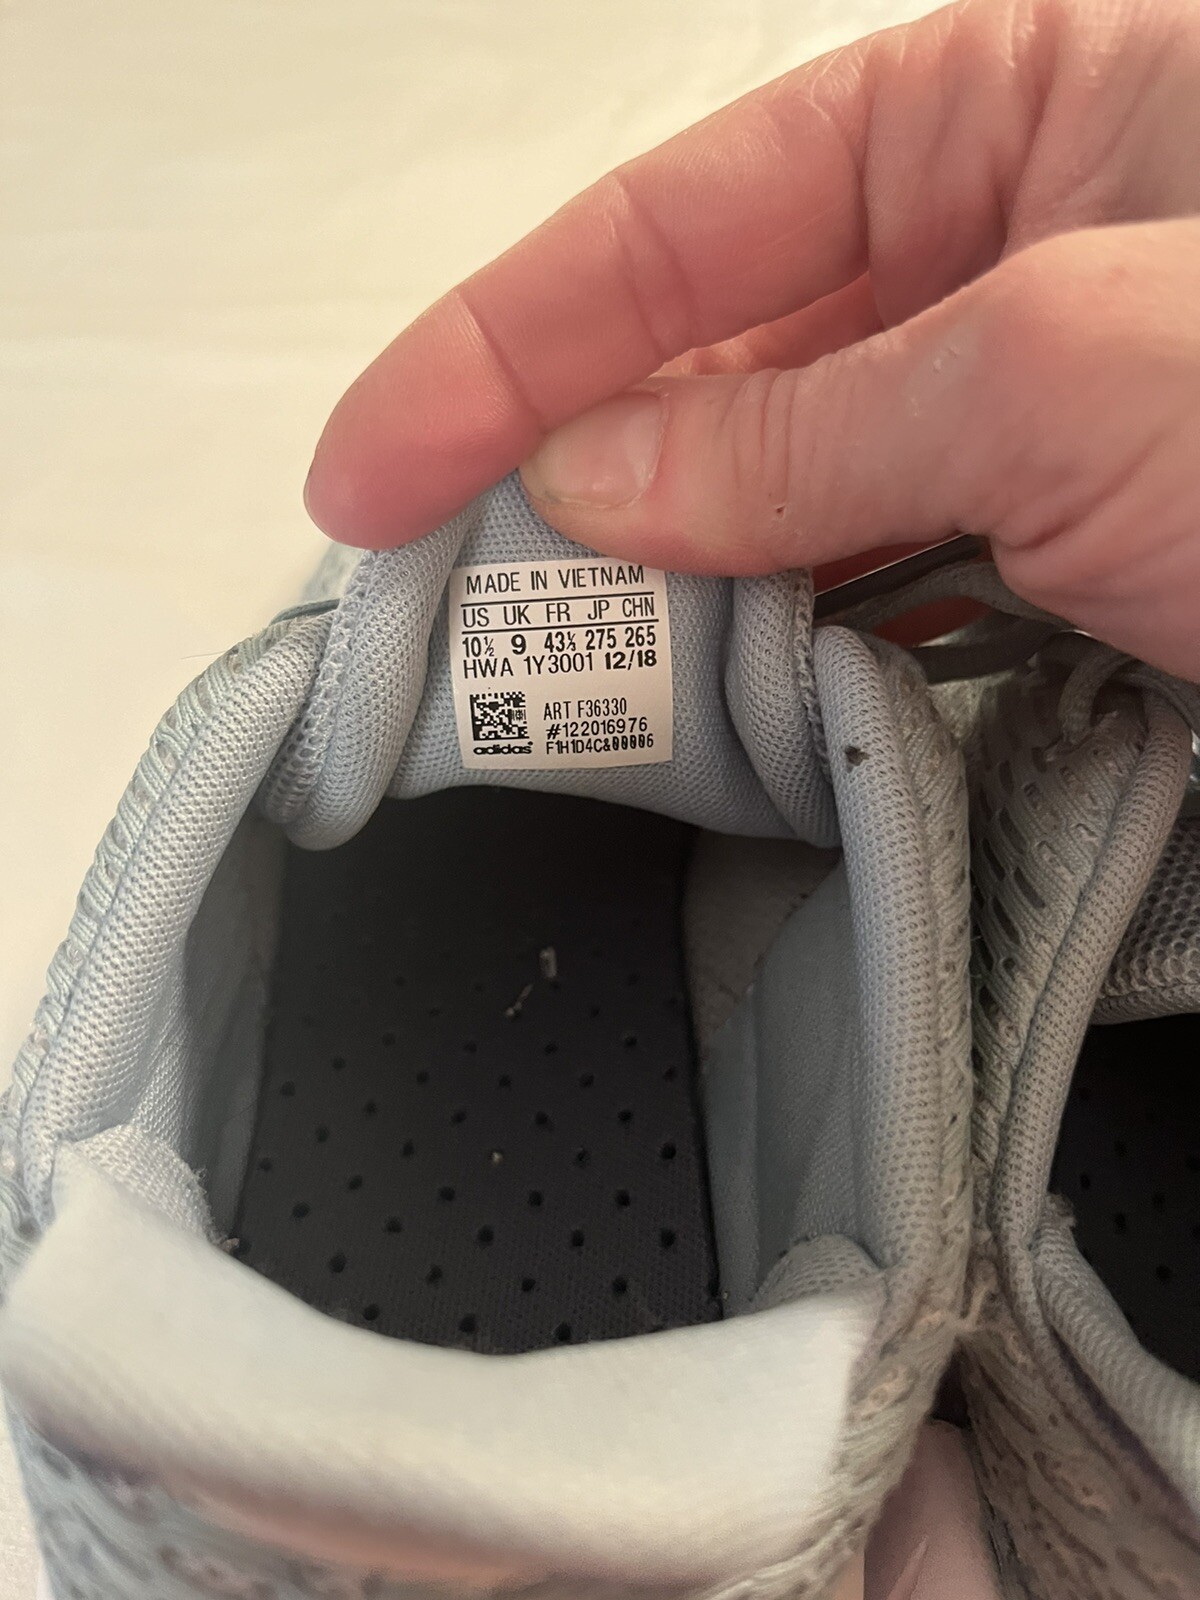 MADE IN VIETNAM
US UK FR JP CHN
10½ 9 43⅓ 275 265
HWA 1Y3001 12/18
ART F36330
#122016976
adidas F1H1D4C&00006